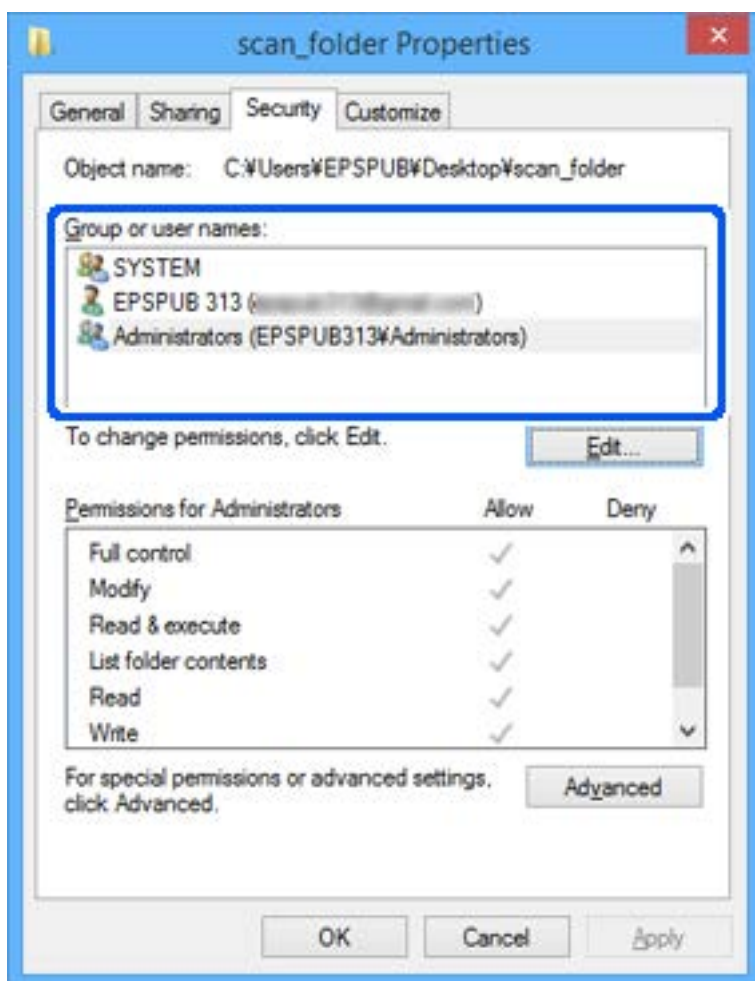 scan_folder Properties
General Sharing Security Customize
Object name: C:¥Users¥EPSPUB¥Desktop¥scan_folder
Group or user names:
SYSTEM
EPSPUB 313 ( )
Administrators (EPSPUB313¥Administrators)
To change permissions, click Edit.
Edit...
Permissions for Administrators Allow Deny
Full control
Modify
Read & execute
List folder contents
Read
Write
For special permissions or advanced settings,
click Advanced.
Advanced
OK Cancel Apply